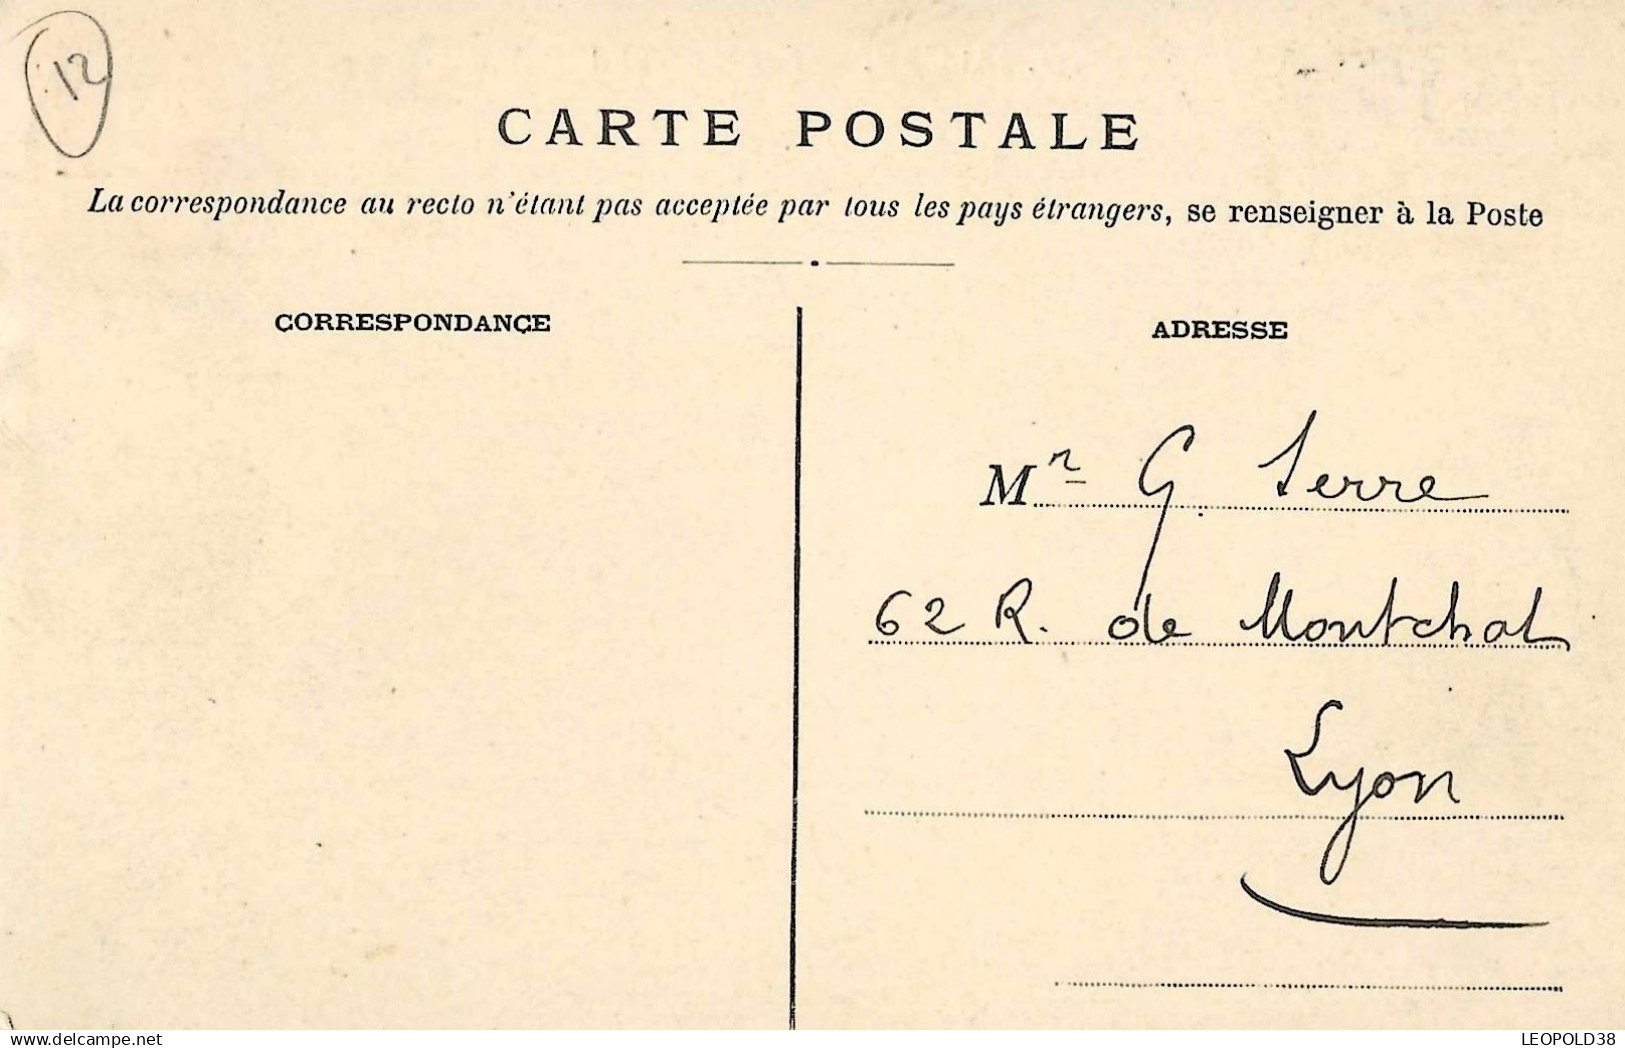 12
CARTE POSTALE
La correspondance au recto n'étant pas acceptée par tous les pays étrangers, se renseigner à la Poste
CORRESPONDANCE
ADRESSE
Mr G. Serre
62 R. de Montchat
Lyon
www.delcampe.net
LEOPOLD38